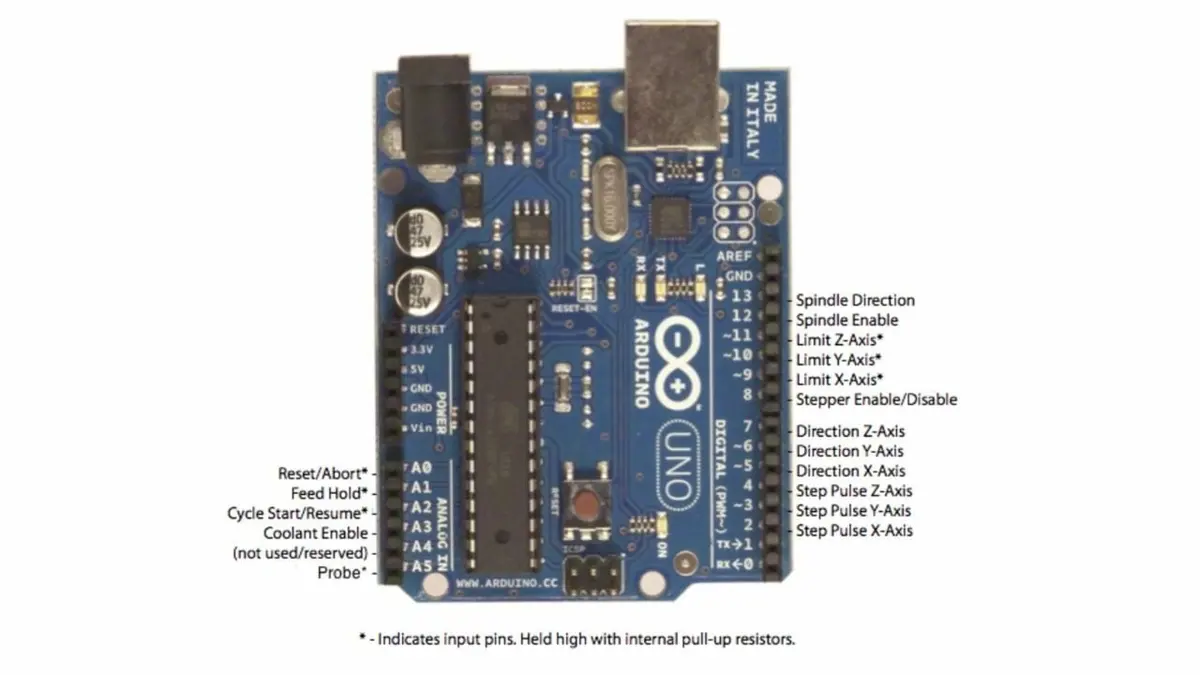 MADE
IN ITALY
47
25V
47
25V
RX
TX
L
RESET-EN
ARDUINO
UNO
AREF
GND
13 - Spindle Direction
12 - Spindle Enable
~11 - Limit Z-Axis*
~10 - Limit Y-Axis*
~9 - Limit X-Axis*
8 - Stepper Enable/Disable
7 - Direction Z-Axis
~6 - Direction Y-Axis
~5 - Direction X-Axis
4 - Step Pulse Z-Axis
~3 - Step Pulse Y-Axis
2 - Step Pulse X-Axis
TX→1
RX←0
DIGITAL (PWM~)
RESET
3.3V
5V
GND
GND
Vin
POWER
Reset/Abort* - A0
Feed Hold* - A1
Cycle Start/Resume* - A2
Coolant Enable - A3
(not used/reserved) - A4
Probe* - A5
ANALOG IN
RESET
ICSP
ON
WWW.ARDUINO.CC
* - Indicates input pins. Held high with internal pull-up resistors.